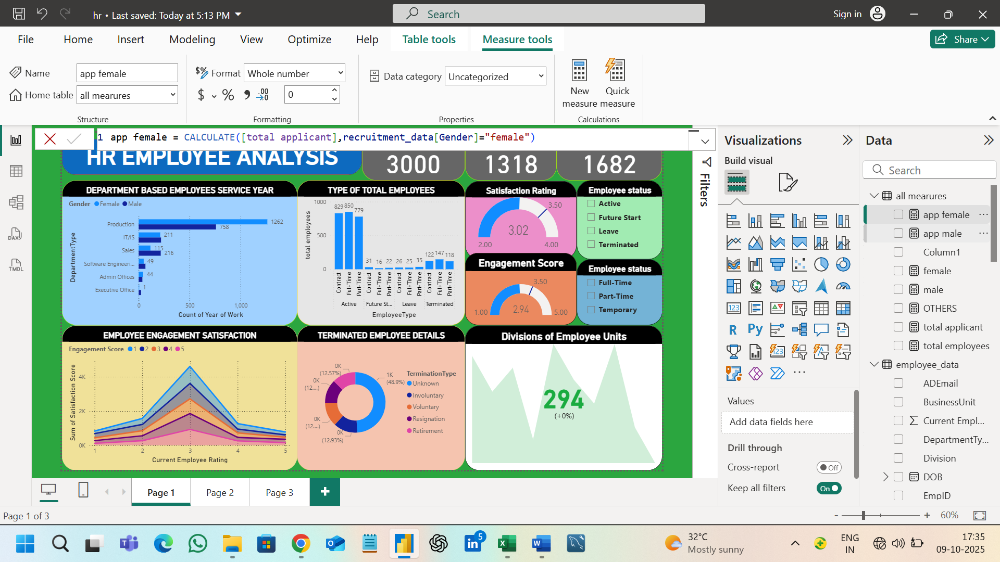 hr • Last saved: Today at 5:13 PM
Search
Sign in
File Home Insert Modeling View Optimize Help Table tools Measure tools
Share
Name app female
Home table all mearures
Structure
Format Whole number
$ % 0
Formatting
Data category Uncategorized
Properties
New measure
Quick measure
Calculations
1 app female = CALCULATE([total applicant],recruitment_data[Gender]="female")
HR EMPLOYEE ANALYSIS
3000
1318
1682
DEPARTMENT BASED EMPLOYEES SERVICE YEAR
Gender Female Male
DepartmentType
Production 1262
758
IT/IS 211
Sales 115
216
Software Engineeri... 49
Admin Offices 44
Executive Office 1
0 500 1,000
Count of Year of Work
TYPE OF TOTAL EMPLOYEES
total employees
1000
500
0
829 850 779 31 16 22 26 25 35 122 147 118
Contract Full-Time Part-Time Contract Full-Time Part-Time Contract Full-Time Part-Time Contract Full-Time Part-Time
Active Future St... Leave Terminated
EmployeeType
Satisfaction Rating
3.50
3.02
2.00 4.00
Employee status
Active
Future Start
Leave
Terminated
Engagement Score
3.50
2.94
1.00 5.00
Employee status
Full-Time
Part-Time
Temporary
EMPLOYEE ENGAGEMENT SATISFACTION
Engagement Score 1 2 3 4 5
Sum of Satisfaction Score
4K
2K
0K
1 2 3 4 5
Current Employee Rating
TERMINATED EMPLOYEE DETAILS
0K
(12.57%)
0K
(12....)
0K
(12....)
0K
(12.93%)
1K
(48.9%)
TerminationType
Unknown
Involuntary
Voluntary
Resignation
Retirement
Divisions of Employee Units
294
(+0%)
Filters
Visualizations
Build visual
123
R Py
123
Values
Add data fields here
Drill through
Cross-report Off
Keep all filters On
Data
Search
all mearures
app female
app male
Column1
female
male
OTHERS
total applicant
total employees
employee_data
ADEmail
BusinessUnit
Current Empl...
DepartmentTy...
Division
DOB
EmpID
DAX
TMDL
Page 1 Page 2 Page 3
Page 1 of 3
- + 60%
5
32°C
Mostly sunny
ENG
IN
17:35
09-10-2025